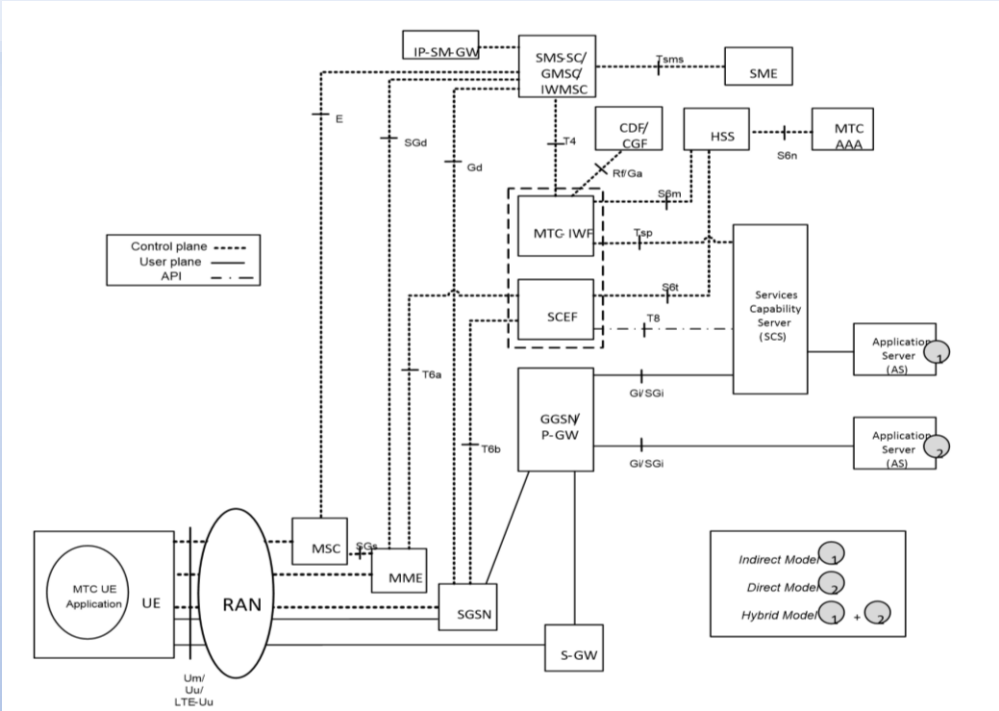 IP-SM-GW
SMS-SC/
GMSC/
IWMSC
Tsms
SME
E
SGd
Gd
T4
CDF/
CGF
Rf/Ga
HSS
S6n
MTC
AAA
S6m
MTC-IWF
Tsp
Control plane
User plane
API
SCEF
S6t
T8
Services
Capability
Server
(SCS)
Application
Server
(AS)
1
T6a
Gi/SGi
GGSN/
P-GW
T6b
Gi/SGi
Application
Server
(AS)
2
MSC
SGs
MME
MTC UE
Application
UE
RAN
SGSN
S-GW
Um/
Uu/
LTE-Uu
Indirect Model 1
Direct Model 2
Hybrid Model 1 + 2